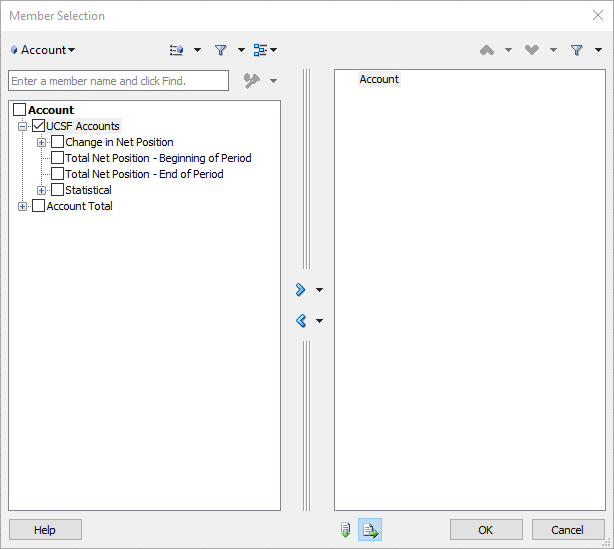 Member Selection
Account
Enter a member name and click Find.
Account
UCSF Accounts
Change in Net Position
Total Net Position - Beginning of Period
Total Net Position - End of Period
Statistical
Account Total
Account
Help
OK
Cancel